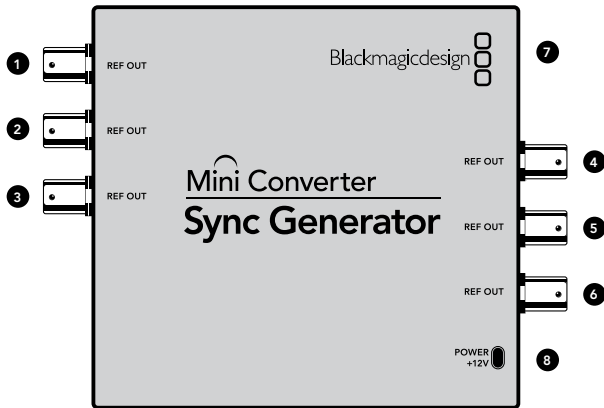 1 REF OUT
2 REF OUT
3 REF OUT
Blackmagicdesign
7
REF OUT 4
Mini Converter
Sync Generator
REF OUT 5
REF OUT 6
POWER
+12V
8